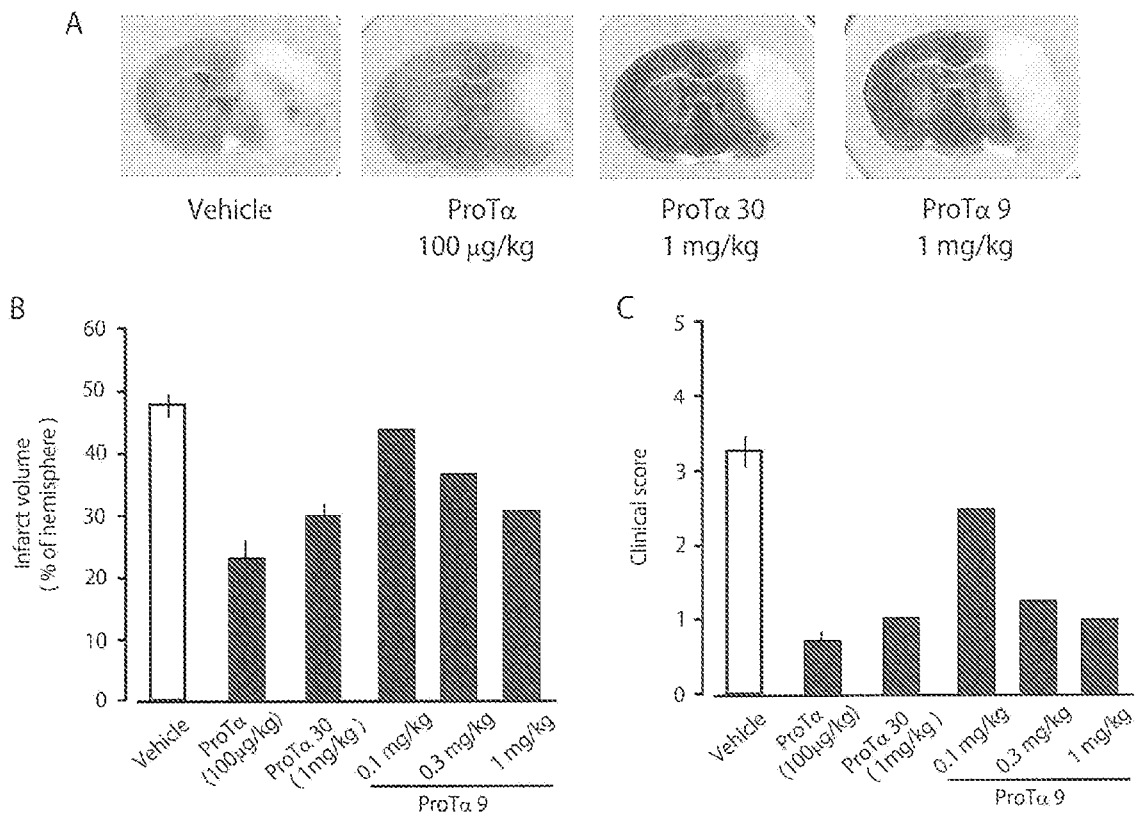 A
Vehicle
ProTα
100 μg/kg
ProTα 30
1 mg/kg
ProTα 9
1 mg/kg
B
Infarct volume
( % of hemisphere )
60
50
40
30
20
10
0
Vehicle
ProTα
(100μg/kg)
ProTα 30
( 1mg/kg )
0.1 mg/kg
0.3 mg/kg
1 mg/kg
ProTα 9
C
Clinical score
5
4
3
2
1
0
Vehicle
ProTα
(100μg/kg)
ProTα 30
( 1mg/kg )
0.1 mg/kg
0.3 mg/kg
1 mg/kg
ProTα 9